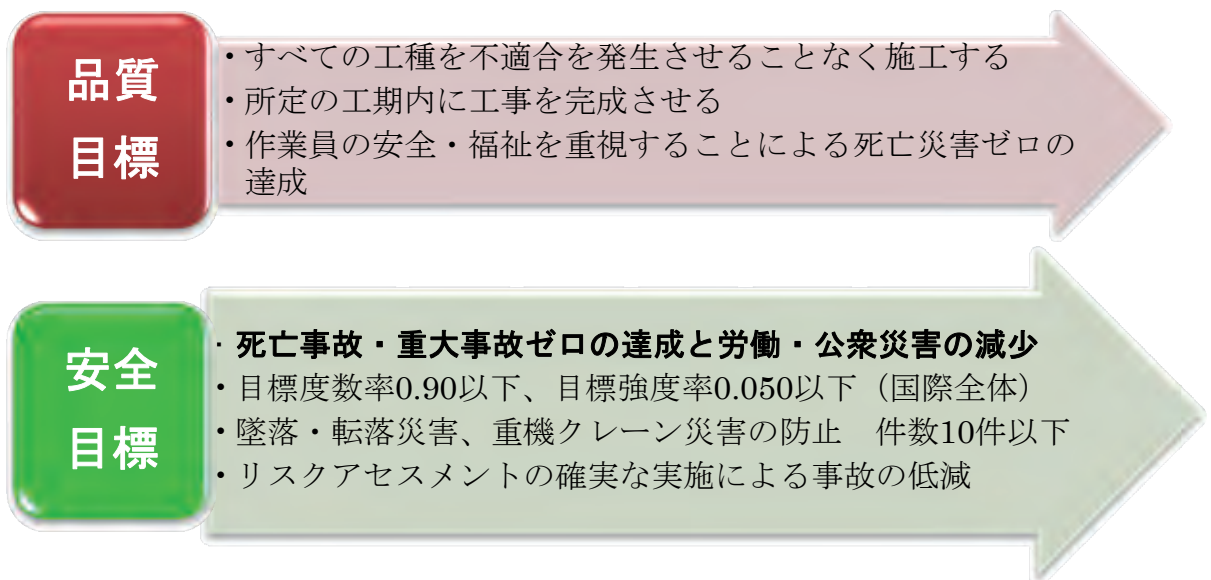 品質
目標
・すべての工種を不適合を発生させることなく施工する
・所定の工期内に工事を完成させる
・作業員の安全・福祉を重視することによる死亡災害ゼロの
達成
安全
目標
・死亡事故・重大事故ゼロの達成と労働・公衆災害の減少
・目標度数率0.90以下、目標強度率0.050以下（国際全体）
・墜落・転落災害、重機クレーン災害の防止　件数10件以下
・リスクアセスメントの確実な実施による事故の低減